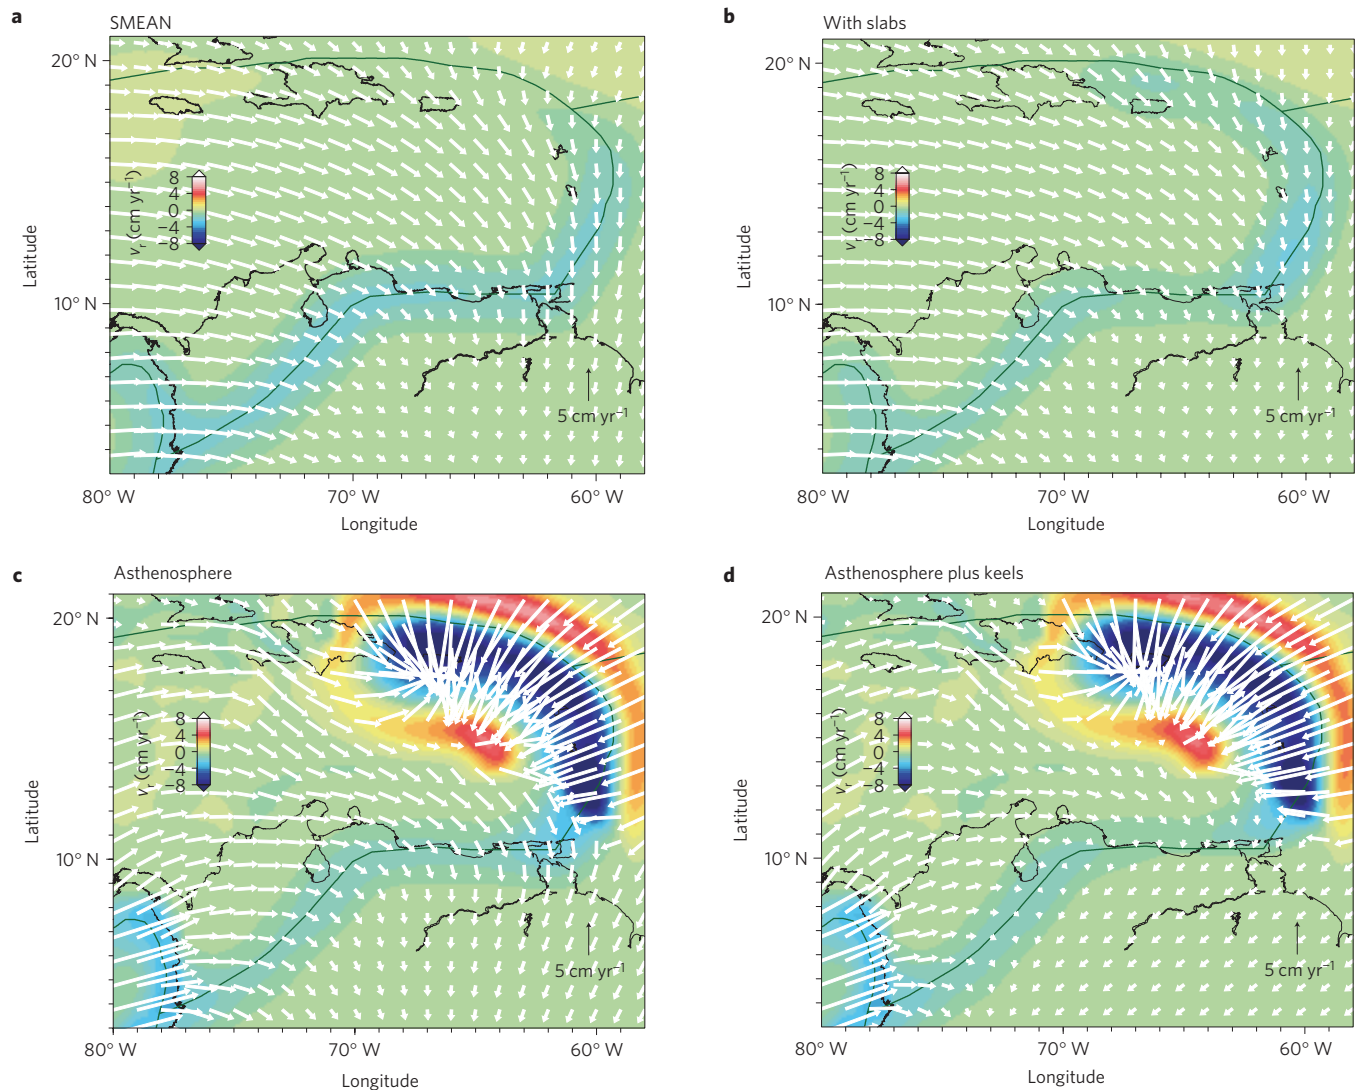 a
SMEAN
20° N
10° N
Latitude
8
4
0
−4
−8
vr (cm yr−1)
5 cm yr−1
80° W
70° W
60° W
Longitude
b
With slabs
20° N
10° N
Latitude
8
4
0
−4
−8
vr (cm yr−1)
5 cm yr−1
80° W
70° W
60° W
Longitude
c
Asthenosphere
20° N
10° N
Latitude
8
4
0
−4
−8
vr (cm yr−1)
5 cm yr−1
80° W
70° W
60° W
Longitude
d
Asthenosphere plus keels
20° N
10° N
Latitude
8
4
0
−4
−8
vr (cm yr−1)
5 cm yr−1
80° W
70° W
60° W
Longitude